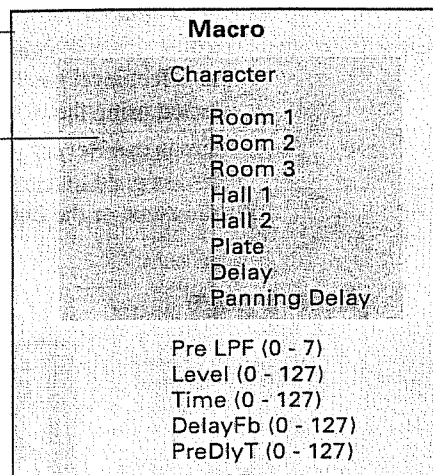 Macro
Character
Room 1
Room 2
Room 3
Hall 1
Hall 2
Plate
Delay
Panning Delay
Pre LPF (0 - 7)
Level (0 - 127)
Time (0 - 127)
DelayFb (0 - 127)
PreDlyT (0 - 127)